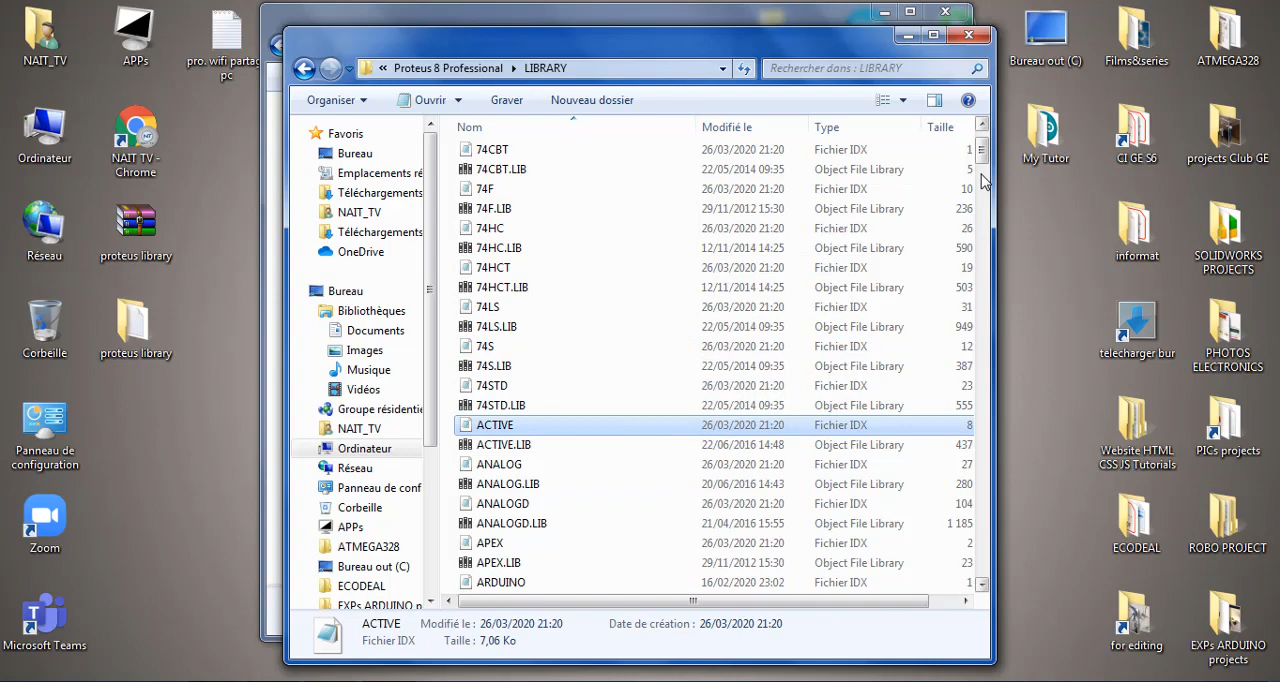 NAIT_TV
APPs
pro. wifi partac
pc
Ordinateur
NAIT TV -
Chrome
Réseau
proteus library
Corbeille
proteus library
Panneau de
configuration
Zoom
Microsoft Teams
« Proteus 8 Professional LIBRARY
Rechercher dans : LIBRARY
Organiser Ouvrir Graver Nouveau dossier
Favoris
Bureau
Emplacements ré
Téléchargements
NAIT_TV
Téléchargements
OneDrive
Bureau
Bibliothèques
Documents
Images
Musique
Vidéos
Groupe résidentie
NAIT_TV
Ordinateur
Réseau
Panneau de conf
Corbeille
APPs
ATMEGA328
Bureau out (C)
ECODEAL
EXPs ARDUINO p
Nom Modifié le Type Taille
74CBT 26/03/2020 21:20 Fichier IDX 1
74CBT.LIB 22/05/2014 09:35 Object File Library 5
74F 26/03/2020 21:20 Fichier IDX 10
74F.LIB 29/11/2012 15:30 Object File Library 236
74HC 26/03/2020 21:20 Fichier IDX 26
74HC.LIB 12/11/2014 14:25 Object File Library 590
74HCT 26/03/2020 21:20 Fichier IDX 19
74HCT.LIB 12/11/2014 14:25 Object File Library 503
74LS 26/03/2020 21:20 Fichier IDX 31
74LS.LIB 22/05/2014 09:35 Object File Library 949
74S 26/03/2020 21:20 Fichier IDX 12
74S.LIB 22/05/2014 09:35 Object File Library 387
74STD 26/03/2020 21:20 Fichier IDX 23
74STD.LIB 22/05/2014 09:35 Object File Library 555
ACTIVE 26/03/2020 21:20 Fichier IDX 8
ACTIVE.LIB 22/06/2016 14:48 Object File Library 437
ANALOG 26/03/2020 21:20 Fichier IDX 27
ANALOG.LIB 20/06/2016 14:43 Object File Library 280
ANALOGD 26/03/2020 21:20 Fichier IDX 104
ANALOGD.LIB 21/04/2016 15:55 Object File Library 1 185
APEX 26/03/2020 21:20 Fichier IDX 2
APEX.LIB 29/11/2012 15:30 Object File Library 23
ARDUINO 16/02/2020 23:02 Fichier IDX 1
ACTIVE Modifié le : 26/03/2020 21:20 Date de création : 26/03/2020 21:20
Fichier IDX Taille : 7,06 Ko
Bureau out (C)
Films&series
ATMEGA328
My Tutor
CI GE S6
projects Club GE
informat
SOLIDWORKS
PROJECTS
telecharger bur
PHOTOS
ELECTRONICS
Website HTML
CSS JS Tutorials
PICs projects
ECODEAL
ROBO PROJECT
for editing
EXPs ARDUINO
projects